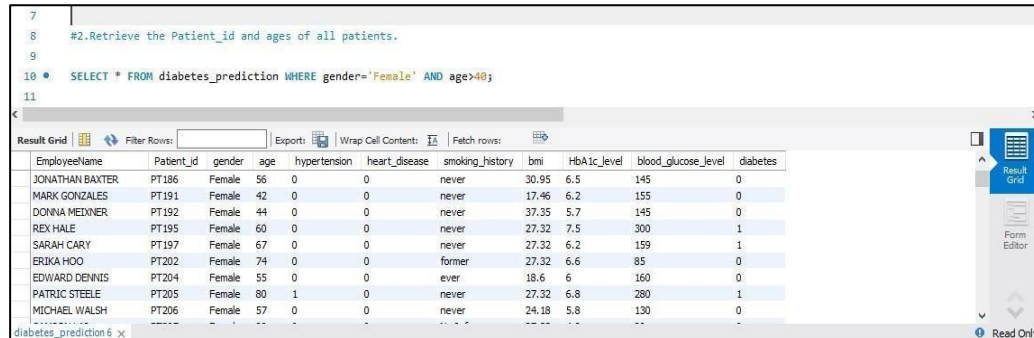 7
8 #2.Retrieve the Patient_id and ages of all patients.
9
10 SELECT * FROM diabetes_prediction WHERE gender='Female' AND age>40;
11
Result Grid Filter Rows: Export: Wrap Cell Content: Fetch rows:
EmployeeName Patient_id gender age hypertension heart_disease smoking_history bmi HbA1c_level blood_glucose_level diabetes
JONATHAN BAXTER PT186 Female 56 0 0 never 30.95 6.5 145 0
MARK GONZALES PT191 Female 42 0 0 never 17.46 6.2 155 0
DONNA MEIXNER PT192 Female 44 0 0 never 37.35 5.7 145 0
REX HALE PT195 Female 60 0 0 never 27.32 7.5 300 1
SARAH CARY PT197 Female 67 0 0 never 27.32 6.2 159 1
ERIKA HOO PT202 Female 74 0 0 former 27.32 6.6 85 0
EDWARD DENNIS PT204 Female 55 0 0 ever 18.6 6 160 0
PATRIC STEELE PT205 Female 80 1 0 never 27.32 6.8 280 1
MICHAEL WALSH PT206 Female 57 0 0 never 24.18 5.8 130 0
Result
Grid
Form
Editor
diabetes_prediction 6 Read Only